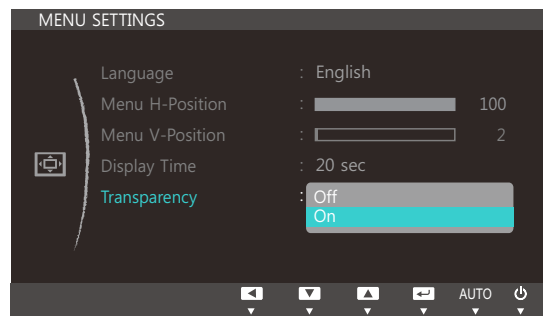 MENU SETTINGS
Language : English
Menu H-Position : 100
Menu V-Position : 2
Display Time : 20 sec
Transparency : Off
On
AUTO